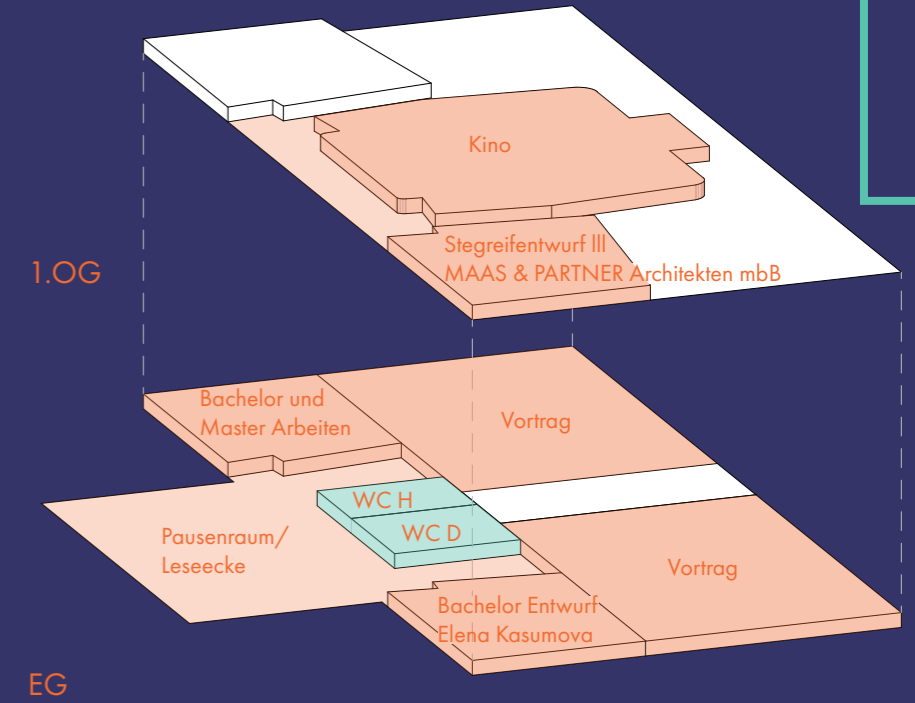 Kino
Stegreifentwurf lll
MAAS & PARTNER Architekten mbB
1.OG
Bachelor und
Master Arbeiten
Vortrag
WC H
WC D
Pausenraum/
Leseecke
Vortrag
Bachelor Entwurf
Elena Kasumova
EG